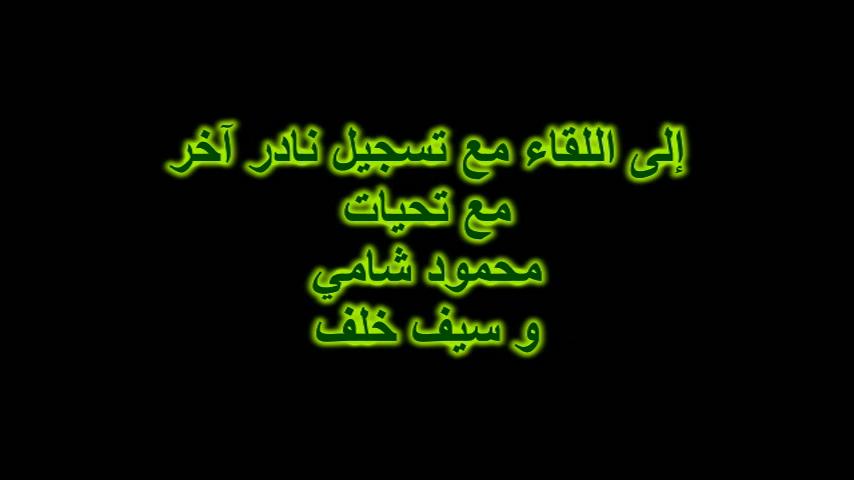 إلى اللقاء مع تسجيل نادر آخر
مع تحيات
محمود شامي
و سيف خلف